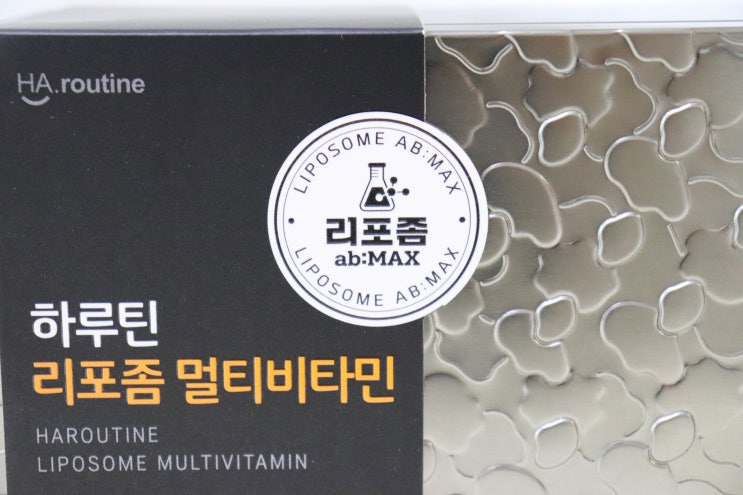 HA.routine
LIPOSOME AB:MAX
리포좀
ab:MAX
LIPOSOME AB:MAX
하루틴
리포좀 멀티비타민
HAROUTINE
LIPOSOME MULTIVITAMIN